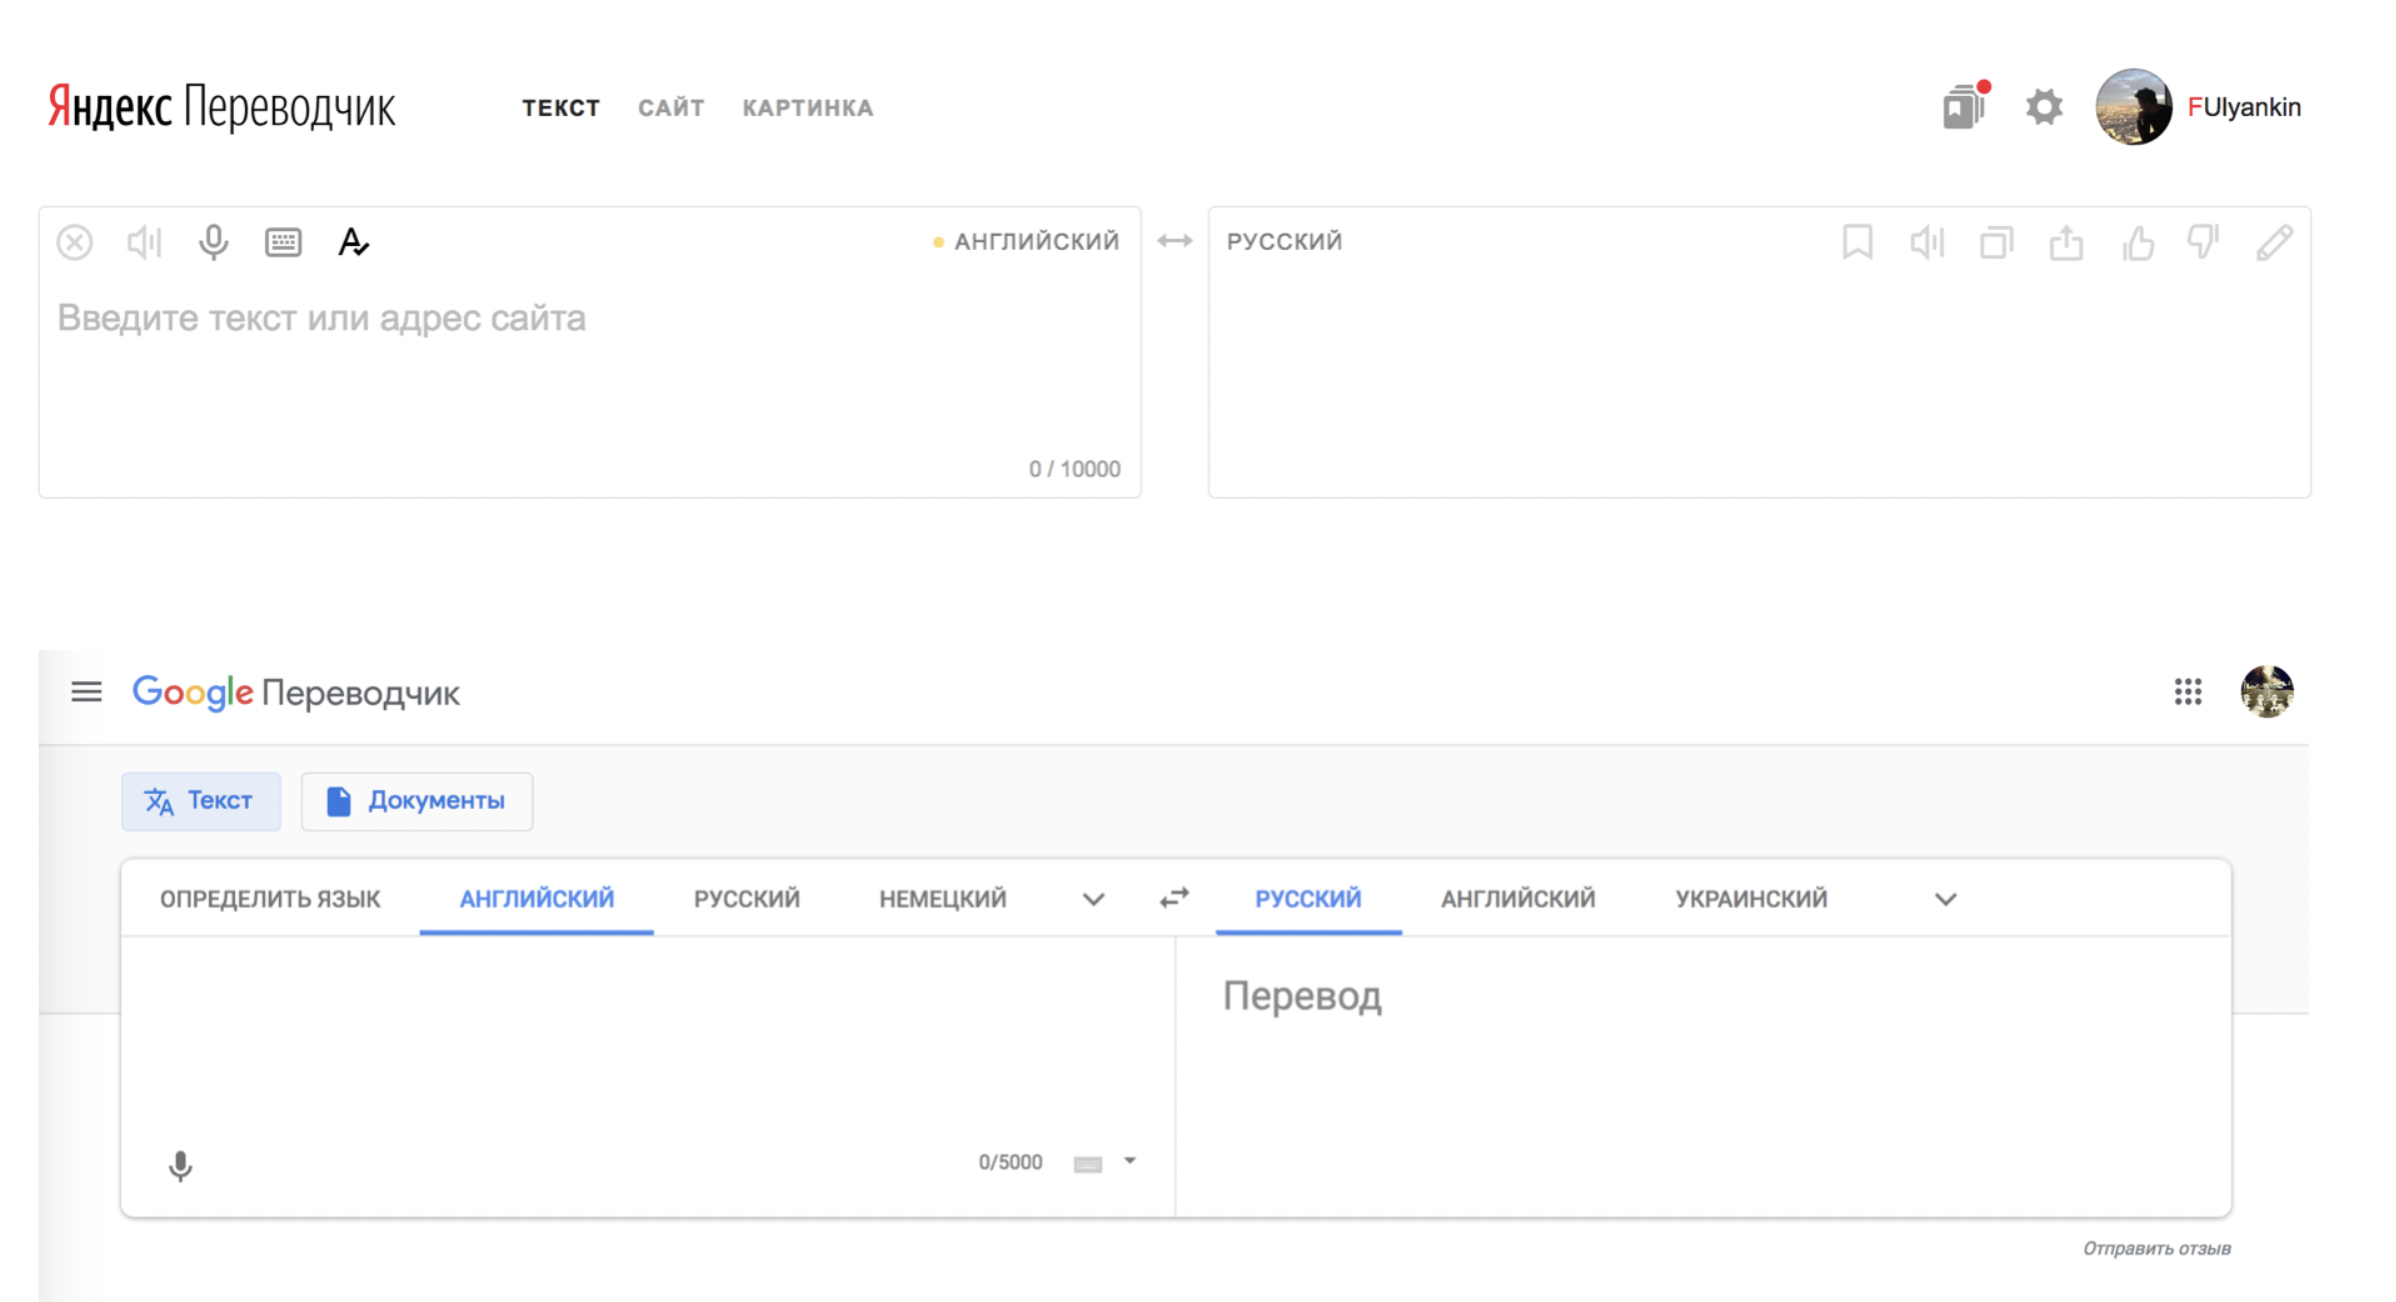 Яндекс Переводчик ТЕКСТ САЙТ КАРТИНКА FUlyankin
АНГЛИЙСКИЙ РУССКИЙ
Введите текст или адрес сайта
0 / 10000
Google Переводчик
Текст Документы
ОПРЕДЕЛИТЬ ЯЗЫК АНГЛИЙСКИЙ РУССКИЙ НЕМЕЦКИЙ РУССКИЙ АНГЛИЙСКИЙ УКРАИНСКИЙ
Перевод
0/5000
Отправить отзыв